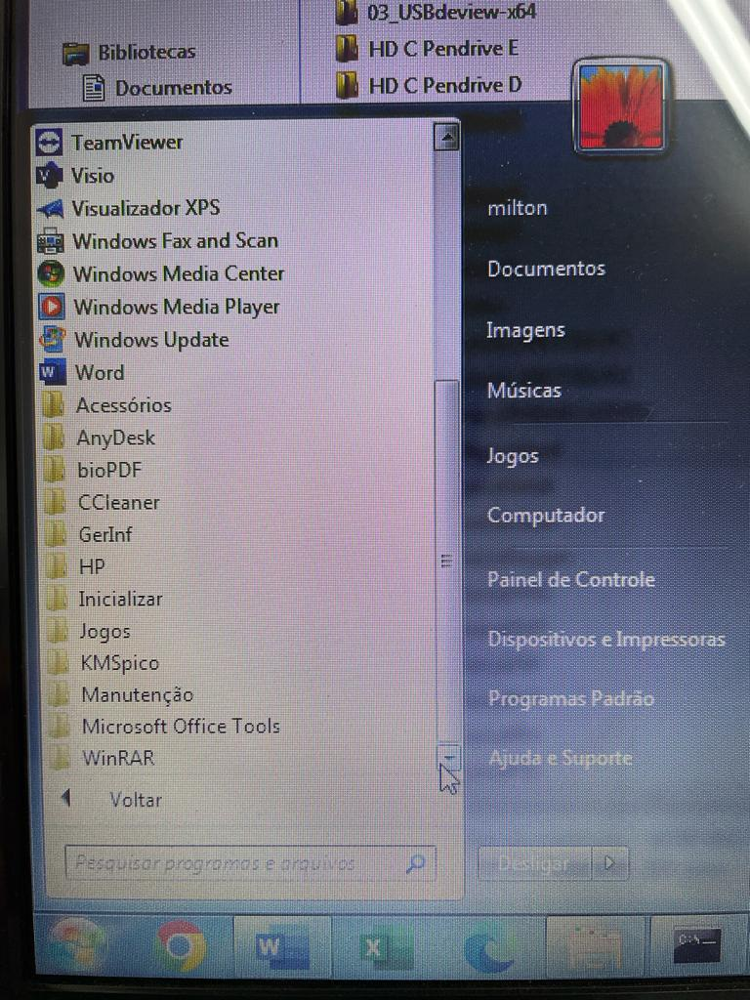 03_USBdeview-x64
Bibliotecas
HD C Pendrive E
Documentos
HD C Pendrive D
TeamViewer
Visio
Visualizador XPS
Windows Fax and Scan
Windows Media Center
Windows Media Player
Windows Update
Word
Acessórios
AnyDesk
bioPDF
CCleaner
GerInf
HP
Inicializar
Jogos
KMSpico
Manutenção
Microsoft Office Tools
WinRAR
Voltar
Pesquisar programas e arquivos
milton
Documentos
Imagens
Músicas
Jogos
Computador
Painel de Controle
Dispositivos e Impressoras
Programas Padrão
Ajuda e Suporte
Desligar